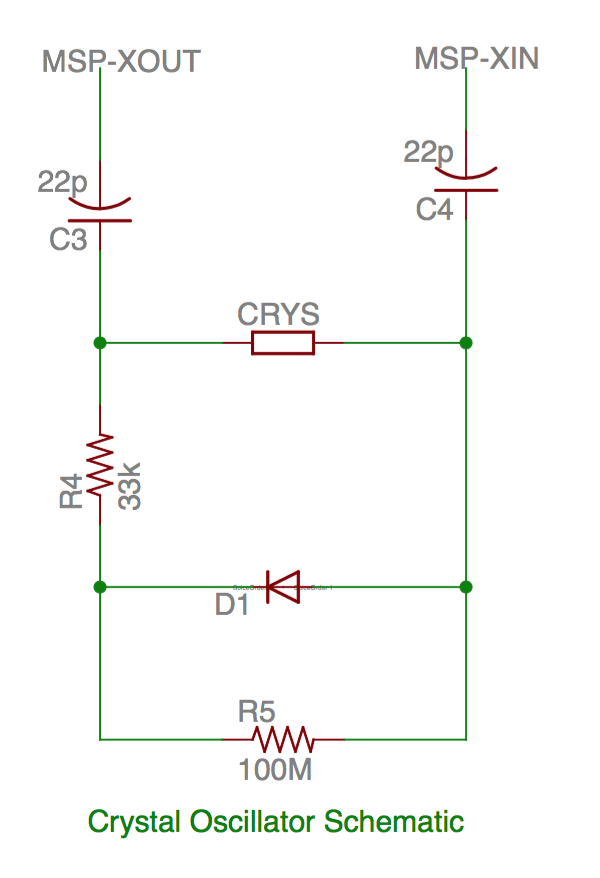 MSP-XOUT
MSP-XIN
22p
C3
22p
C4
CRYS
R4
33k
D1
R5
100M
Crystal Oscillator Schematic